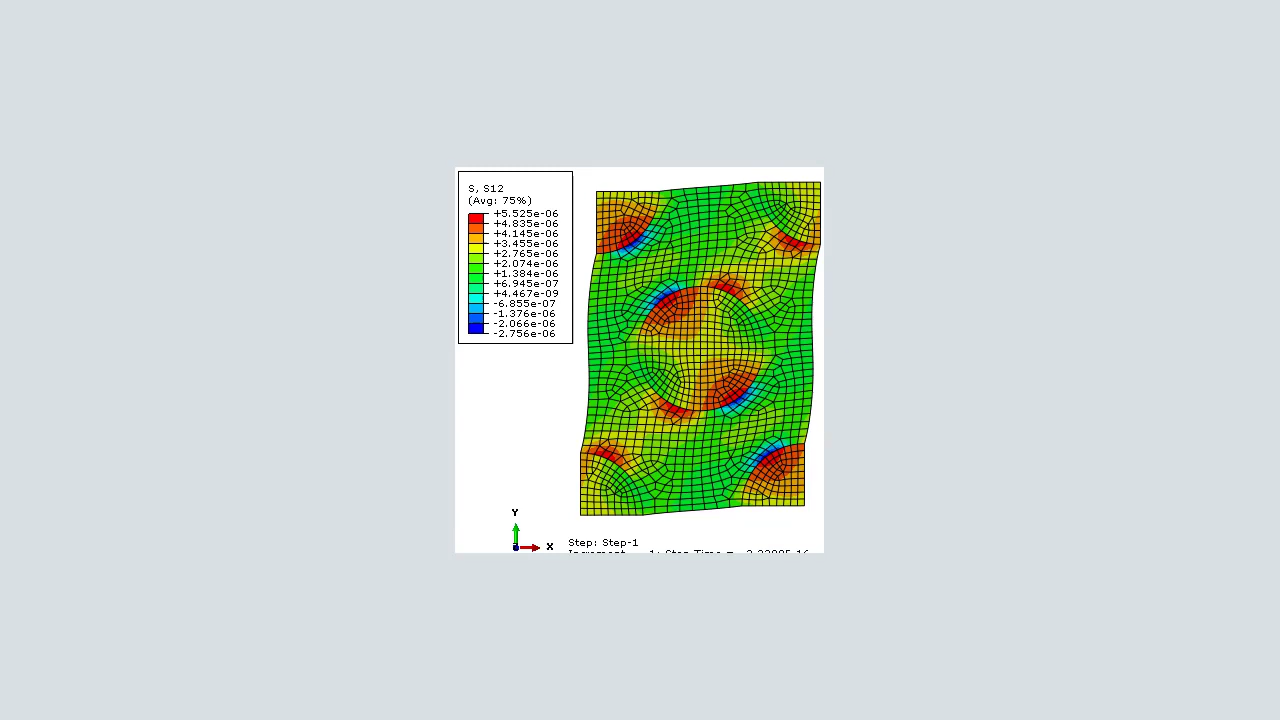 S, S12
(Avg: 75%)
+5.525e-06
+4.835e-06
+4.145e-06
+3.455e-06
+2.765e-06
+2.074e-06
+1.384e-06
+6.945e-07
+4.467e-09
-6.855e-07
-1.376e-06
-2.066e-06
-2.756e-06
Y
X
Step: Step-1